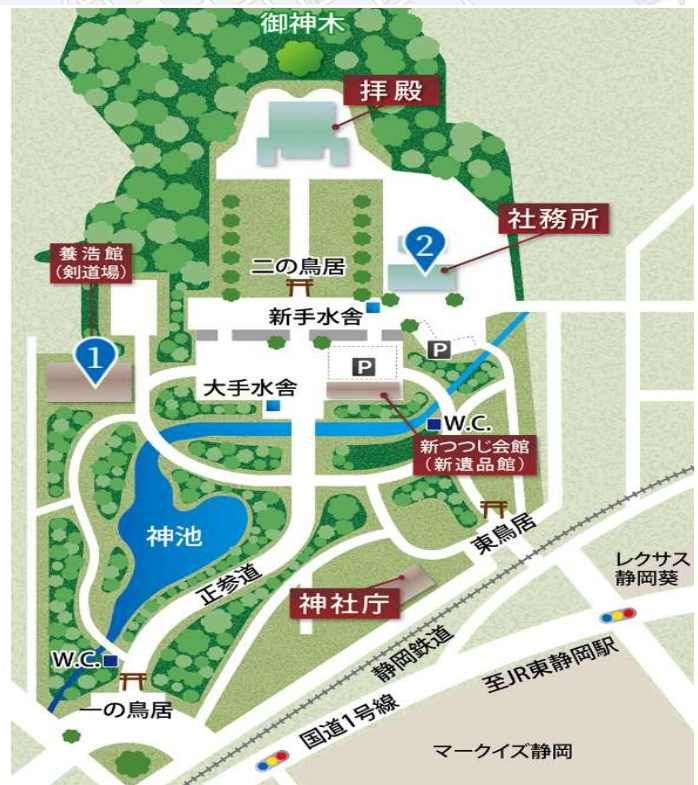 御神木
拝殿
社務所
2
養浩館
(剣道場)
二の鳥居
新手水舎
P
1
P
大手水舎
W.C.
新つつじ会館
(新遺品館)
神池
東鳥居
レクサス
静岡葵
正参道
神社庁
静岡鉄道
W.C.
至JR東静岡駅
一の鳥居
国道1号線
マークイズ静岡